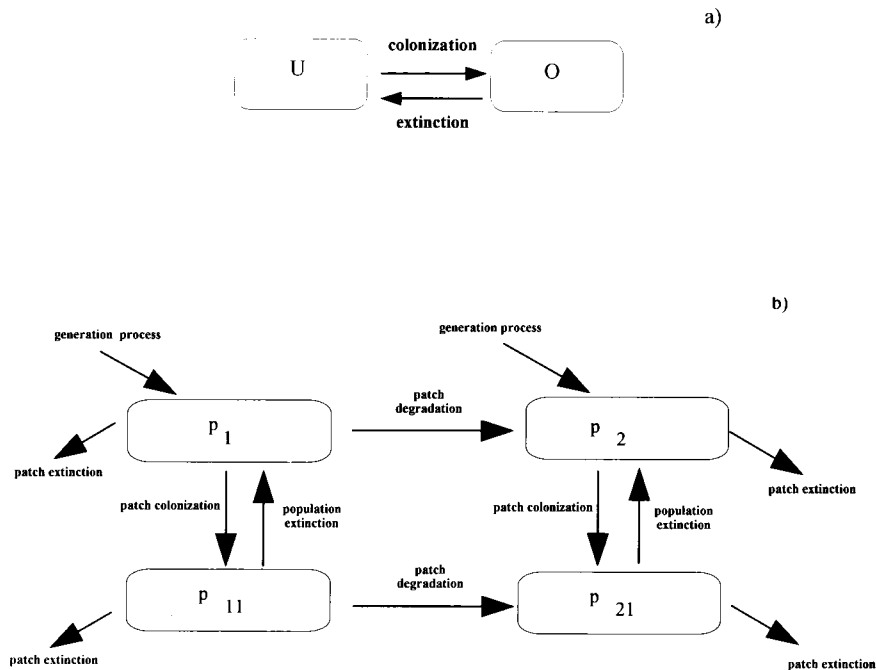 a)
colonization
U
O
extinction
b)
generation process
generation process
patch
degradation
p 1
p 2
patch extinction
patch extinction
patch colonization
population
extinction
patch colonization
population
extinction
patch
degradation
p 11
p 21
patch extinction
patch extinction